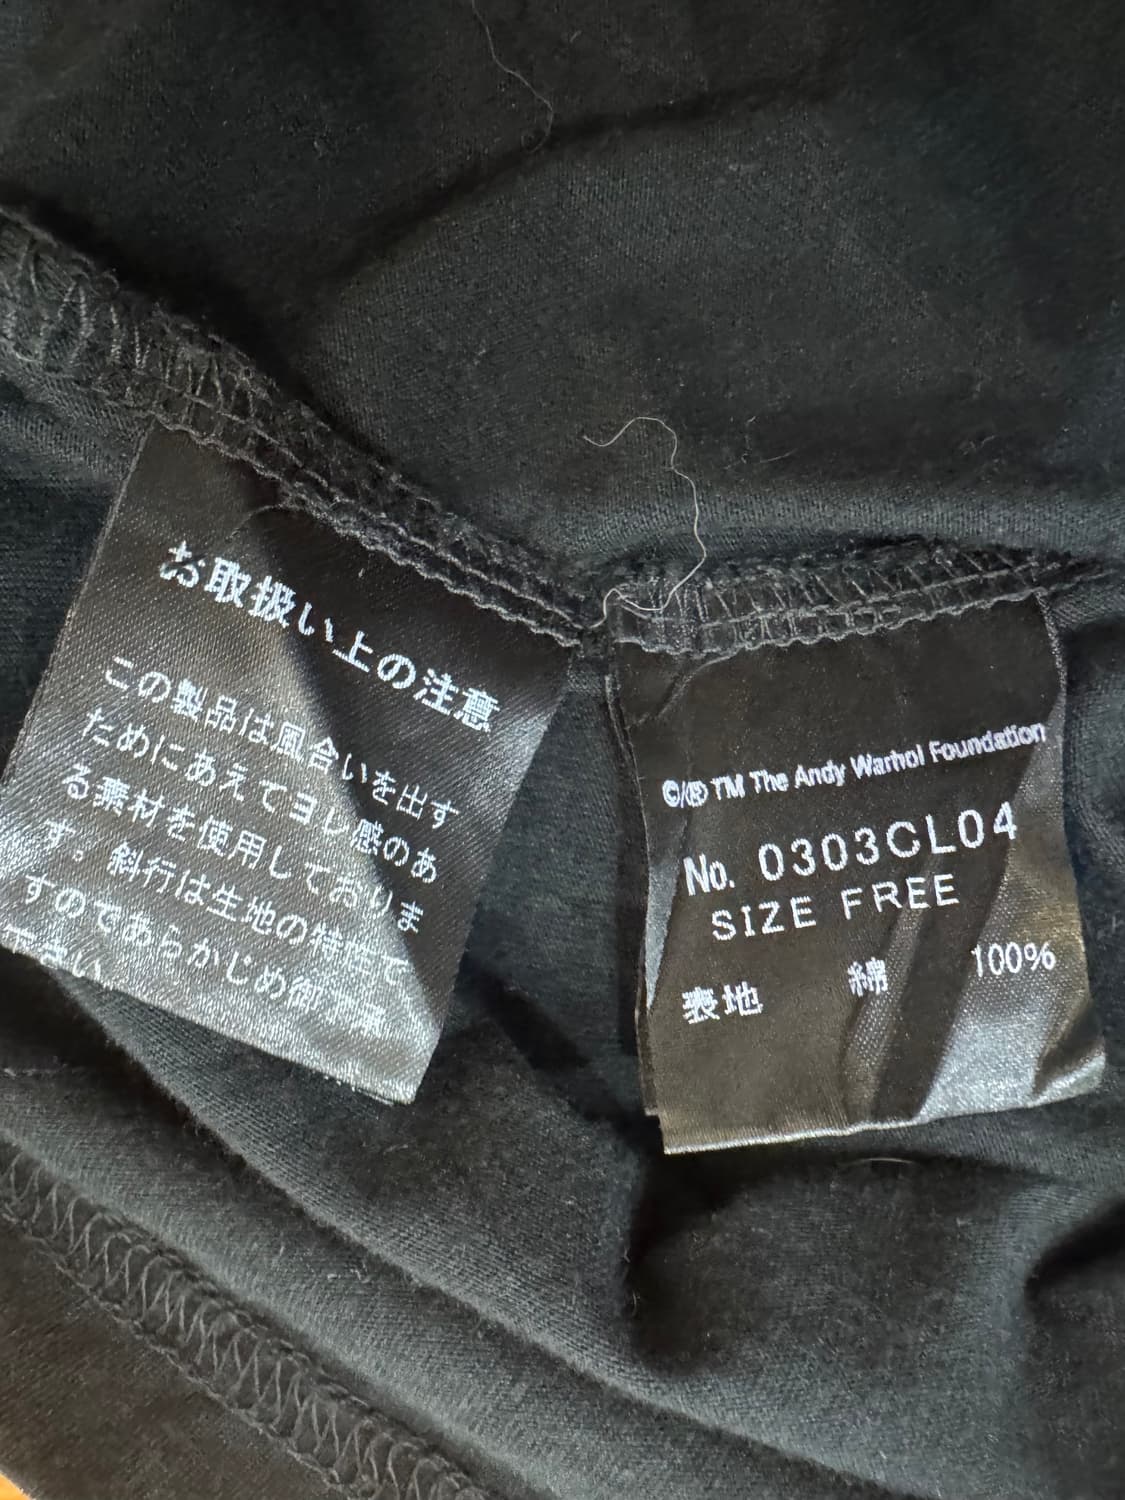 お取扱い上の注意
この製品は風合いを出す
ためにあえてヨレ感のあ
る素材を使用しておりま
す。斜行は生地の特性で
すのであらかじめ御了承
下さい
©/® TM The Andy Warhol Foundation
No. 0303CL04
SIZE FREE
表地 綿 100%